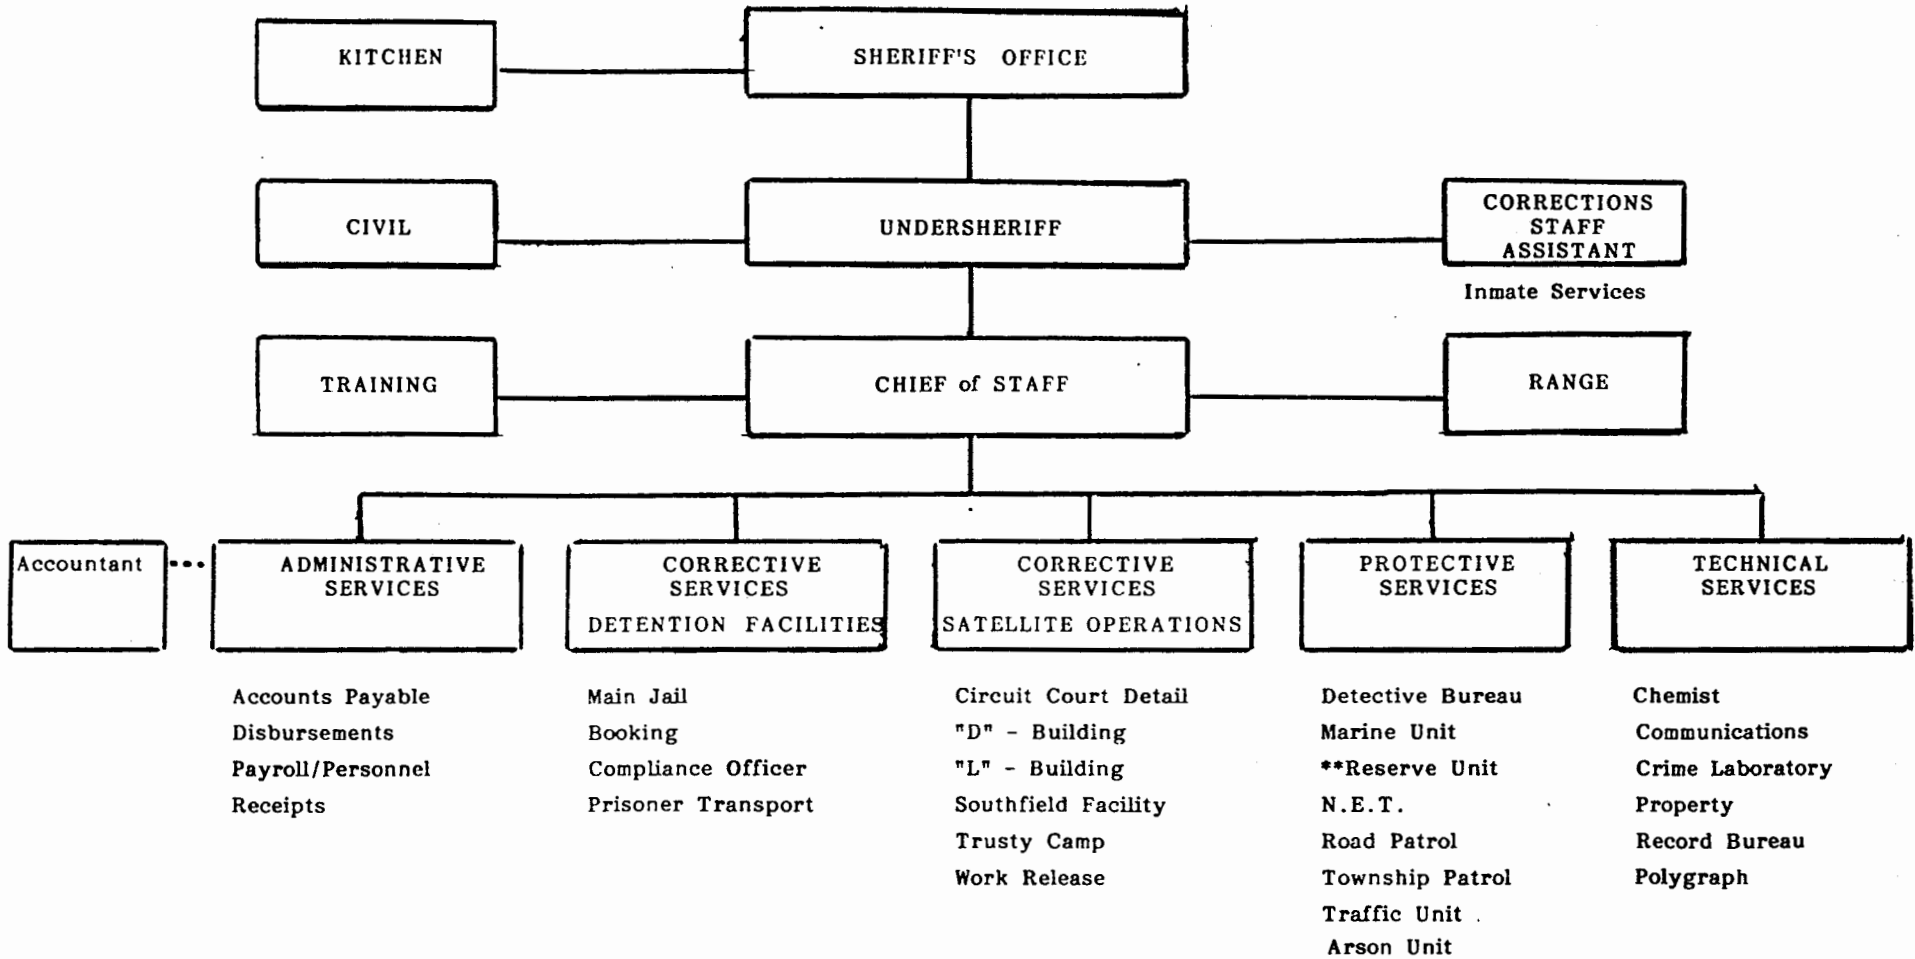 KITCHEN
SHERIFF'S OFFICE
CIVIL
UNDERSHERIFF
CORRECTIONS
STAFF
ASSISTANT
Inmate Services
TRAINING
CHIEF of STAFF
RANGE
Accountant
ADMINISTRATIVE
SERVICES
Accounts Payable
Disbursements
Payroll/Personnel
Receipts
CORRECTIVE
SERVICES
DETENTION FACILITIES
Main Jail
Booking
Compliance Officer
Prisoner Transport
CORRECTIVE
SERVICES
SATELLITE OPERATIONS
Circuit Court Detail
"D" - Building
"L" - Building
Southfield Facility
Trusty Camp
Work Release
PROTECTIVE
SERVICES
Detective Bureau
Marine Unit
**Reserve Unit
N.E.T.
Road Patrol
Township Patrol
Traffic Unit
Arson Unit
TECHNICAL
SERVICES
Chemist
Communications
Crime Laboratory
Property
Record Bureau
Polygraph